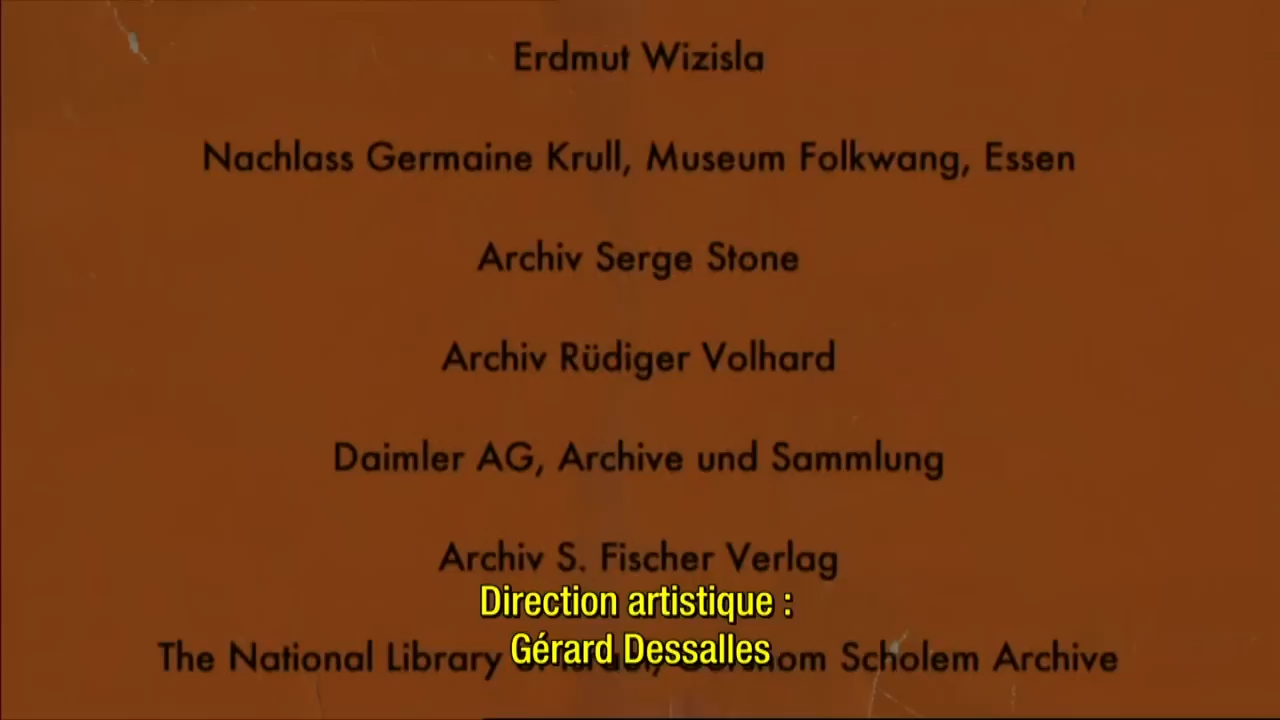 Erdmut Wizisla
Nachlass Germaine Krull, Museum Folkwang, Essen
Archiv Serge Stone
Archiv Rüdiger Volhard
Daimler AG, Archive und Sammlung
Archiv S. Fischer Verlag
Direction artistique :
Gérard Dessalles
The National Library Scholem Archive